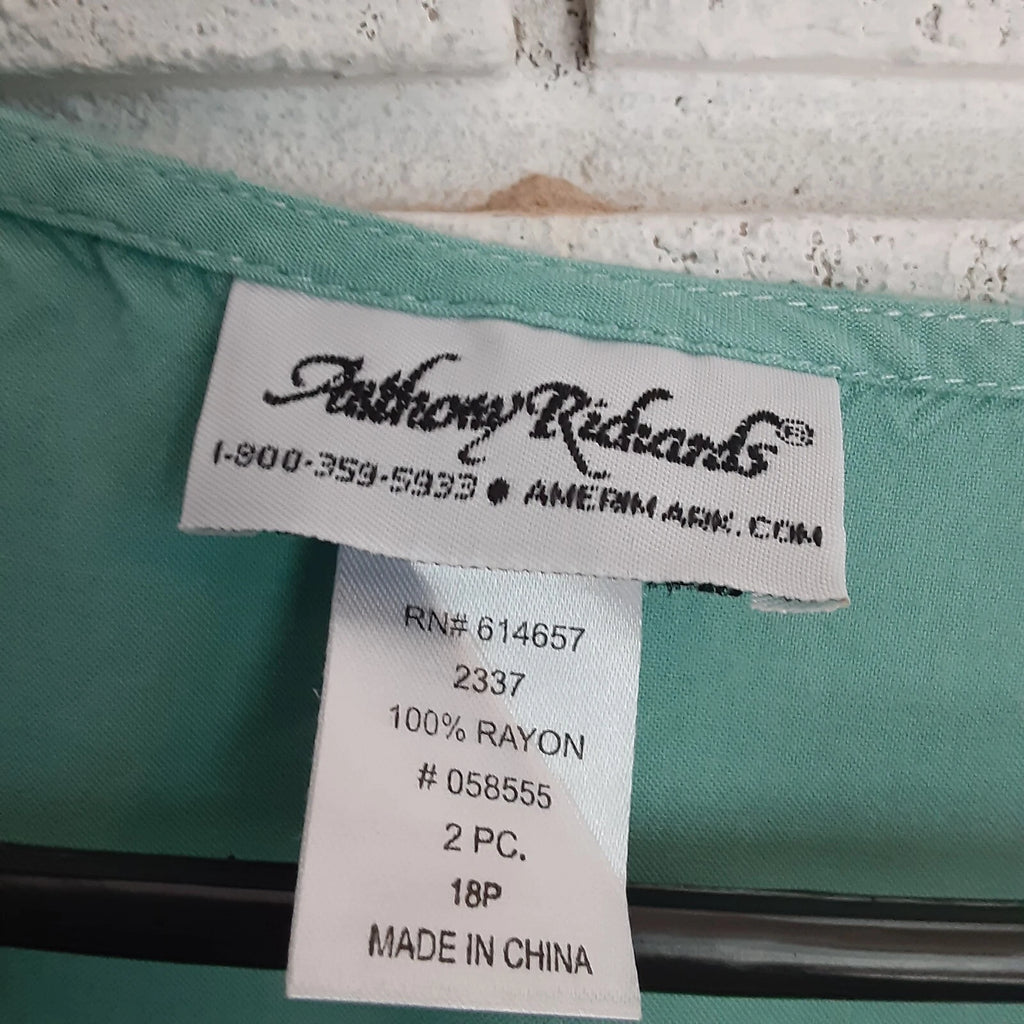 Anthony Richards®
1-900-359-5933 ● AMERIMARK.COM
RN# 614657
2337
100% RAYON
# 058555
2 PC.
18P
MADE IN CHINA